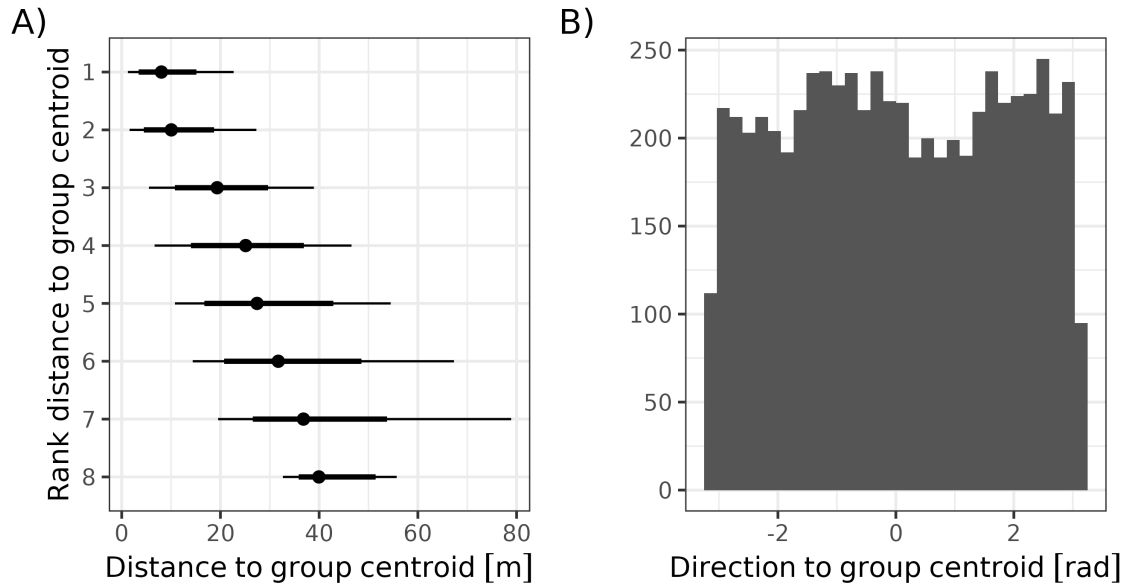 A)
Rank distance to group centroid
1
2
3
4
5
6
7
8
0 20 40 60 80
Distance to group centroid [m]
B)
250
200
150
100
50
0
-2 0 2
Direction to group centroid [rad]